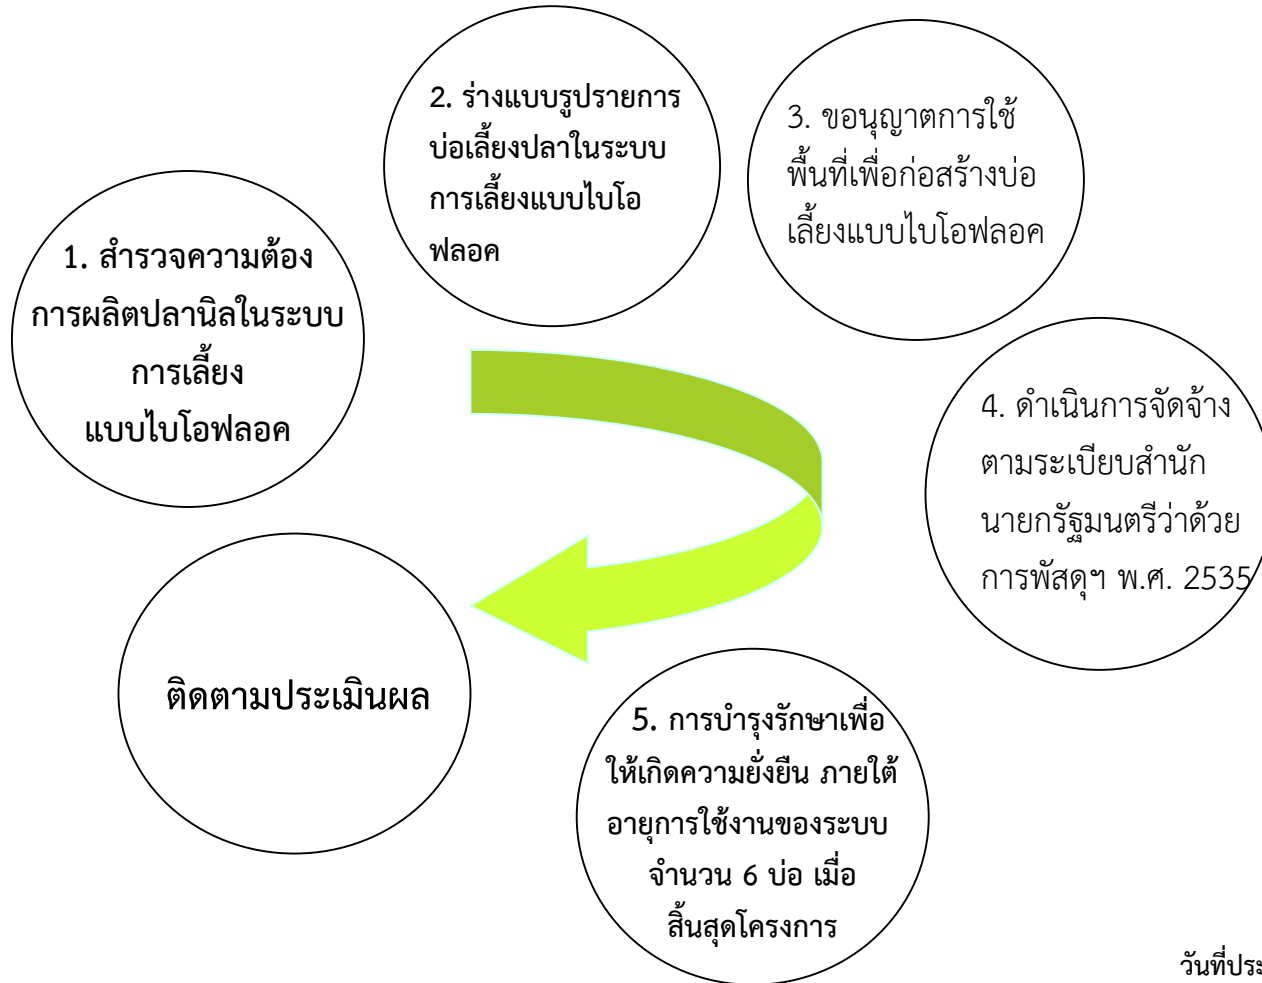 1. สำรวจความต้อง
การผลิตปลานิลในระบบ
การเลี้ยง
แบบไบโอฟลอค
2. ร่างแบบรูปรายการ
บ่อเลี้ยงปลาในระบบ
การเลี้ยงแบบไบโอ
ฟลอค
3. ขอนุญาตการใช้
พื้นที่เพื่อก่อสร้างบ่อ
เลี้ยงแบบไบโอฟลอค
4. ดำเนินการจัดจ้าง
ตามระเบียบสำนัก
นายกรัฐมนตรีว่าด้วย
การพัสดุฯ พ.ศ. 2535
5. การบำรุงรักษาเพื่อ
ให้เกิดความยั่งยืน ภายใต้
อายุการใช้งานของระบบ
จำนวน 6 บ่อ เมื่อ
สิ้นสุดโครงการ
ติดตามประเมินผล
วันที่ประ